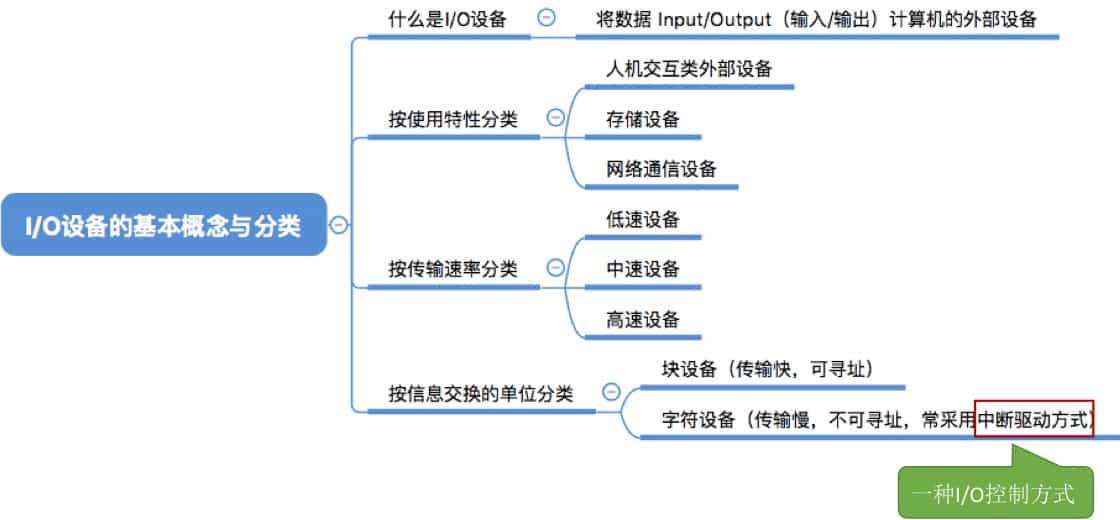 什么是I/O设备
将数据 Input/Output（输入/输出）计算机的外部设备
人机交互类外部设备
按使用特性分类
存储设备
网络通信设备
I/O设备的基本概念与分类
低速设备
按传输速率分类
中速设备
高速设备
块设备（传输快，可寻址）
按信息交换的单位分类
字符设备（传输慢，不可寻址，常采用中断驱动方式）
一种I/O控制方式